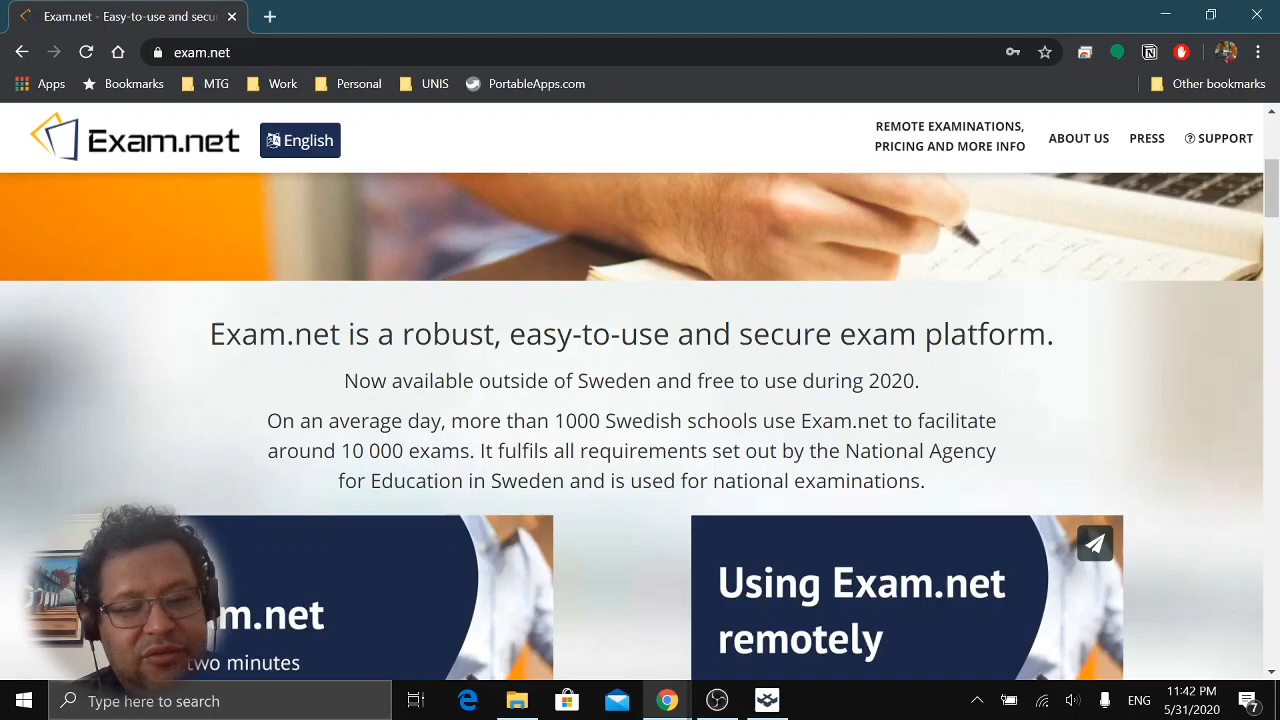 Exam.net - Easy-to-use and secu
exam.net
Apps
Bookmarks
MTG
Work
Personal
UNIS
PortableApps.com
Other bookmarks
Exam.net
English
REMOTE EXAMINATIONS,
PRICING AND MORE INFO
ABOUT US
PRESS
SUPPORT
Exam.net is a robust, easy-to-use and secure exam platform.
Now available outside of Sweden and free to use during 2020.
On an average day, more than 1000 Swedish schools use Exam.net to facilitate
around 10 000 exams. It fulfils all requirements set out by the National Agency
for Education in Sweden and is used for national examinations.
m.net
two minutes
Using Exam.net
remotely
Type here to search
ENG
11:42 PM
5/31/2020
7